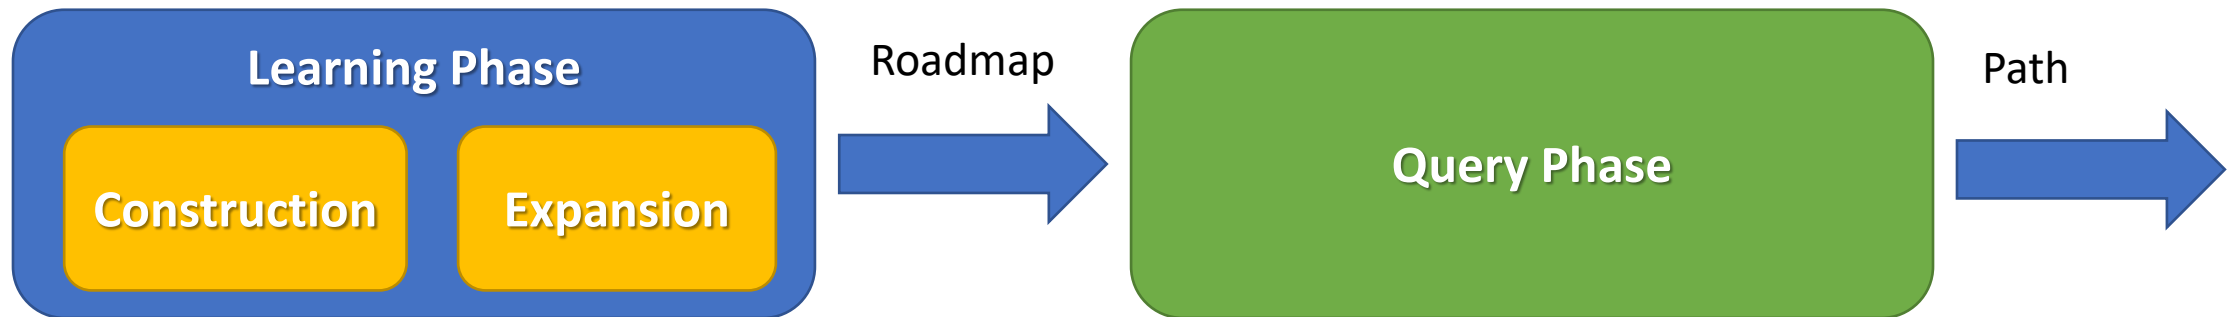 Learning Phase
Construction
Expansion
Roadmap
Query Phase
Path